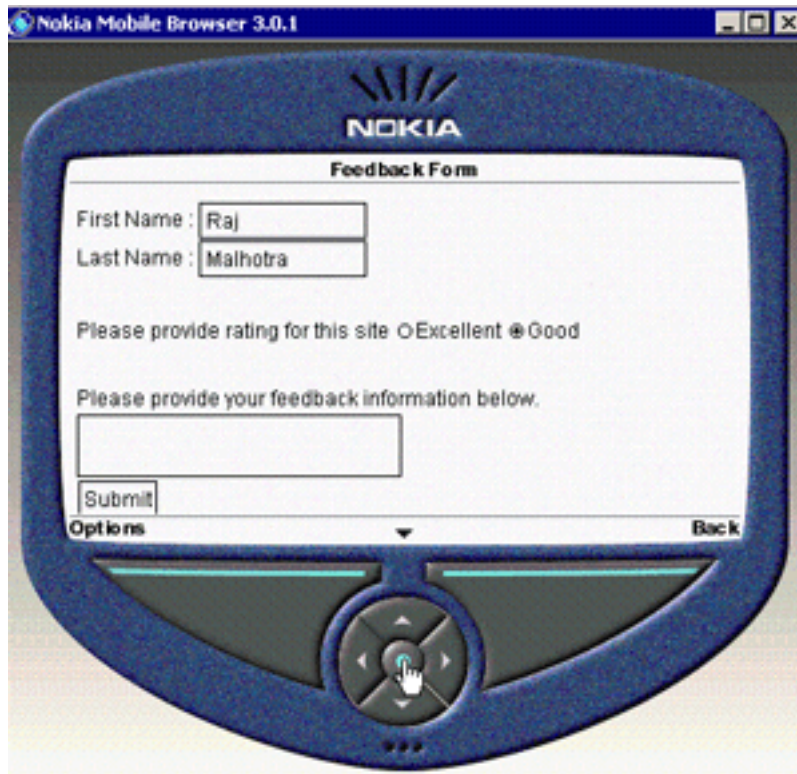 Nokia Mobile Browser 3.0.1
NOKIA
Feedback Form
First Name : Raj
Last Name : Malhotra
Please provide rating for this site Excellent Good
Please provide your feedback information below.
Submit
Options Back